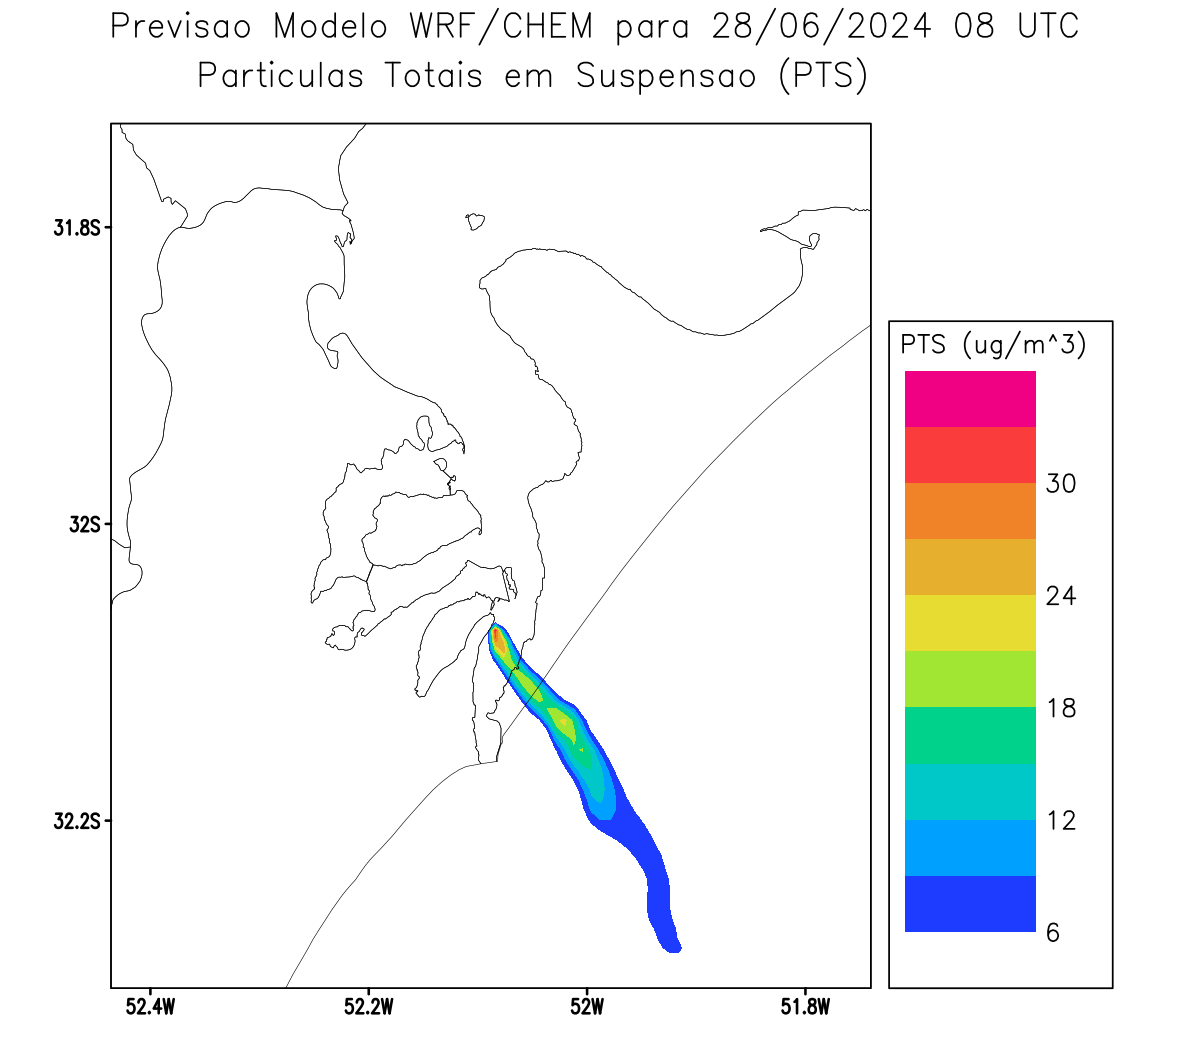 Previsao Modelo WRF/CHEM para 28/06/2024 08 UTC
Particulas Totais em Suspensao (PTS)
31.8S
32S
32.2S
52.4W
52.2W
52W
51.8W
PTS (ug/m^3)
30
24
18
12
6